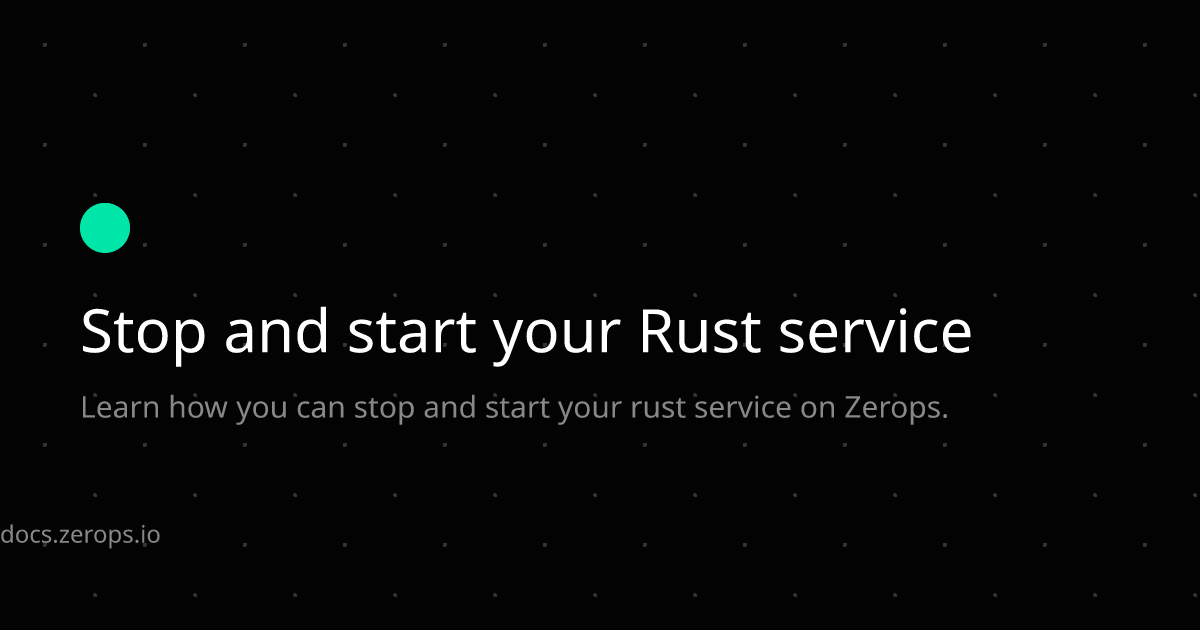 Stop and start your Rust service
Learn how you can stop and start your rust service on Zerops.
docs.zerops.io